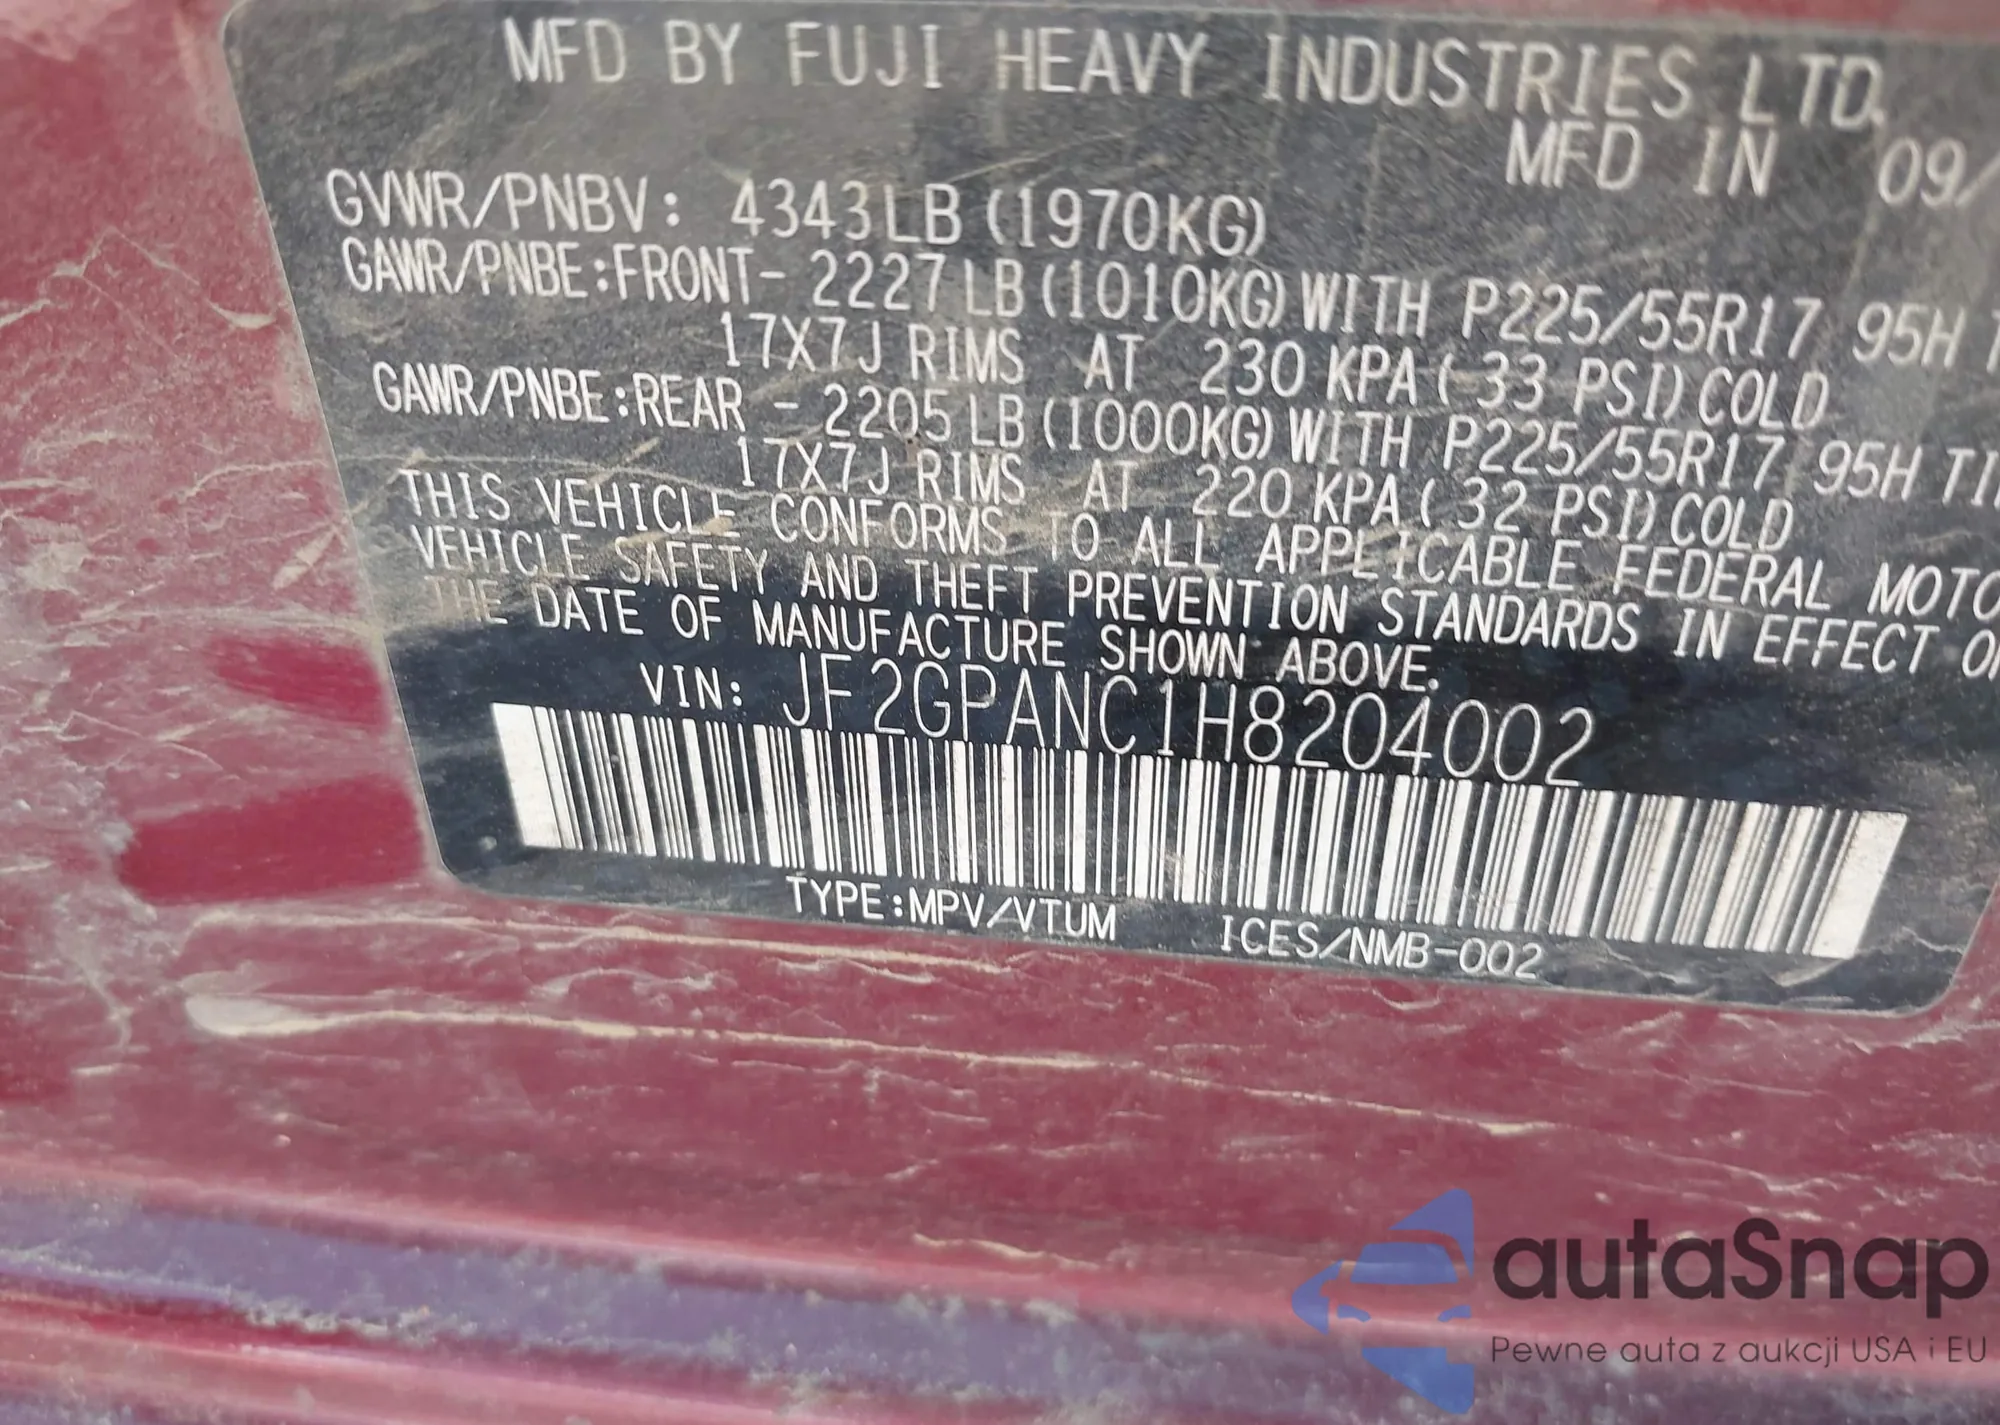 MFD BY FUJI HEAVY INDUSTRIES LTD.
MFD IN 09/
GVWR/PNBV: 4343LB (1970KG)
GAWR/PNBE:FRONT- 2227 LB (1010KG) WITH P225/55R17 95H
17X7J RIMS AT 230 KPA ( 33 PSI) COLD
GAWR/PNBE:REAR - 2205 LB (1000KG) WITH P225/55R17 95H
17X7J RIMS AT 220 KPA ( 32 PSI) COLD
THIS VEHICLE CONFORMS TO ALL APPLICABLE FEDERAL
VEHICLE SAFETY AND THEFT PREVENTION STANDARDS IN EFFECT
THE DATE OF MANUFACTURE SHOWN ABOVE.
VIN: JF2GPANC1H8204002
TYPE:MPV/VTUM ICES/NMB-002
autaSnap
Pewne auta z aukcji USA i EU